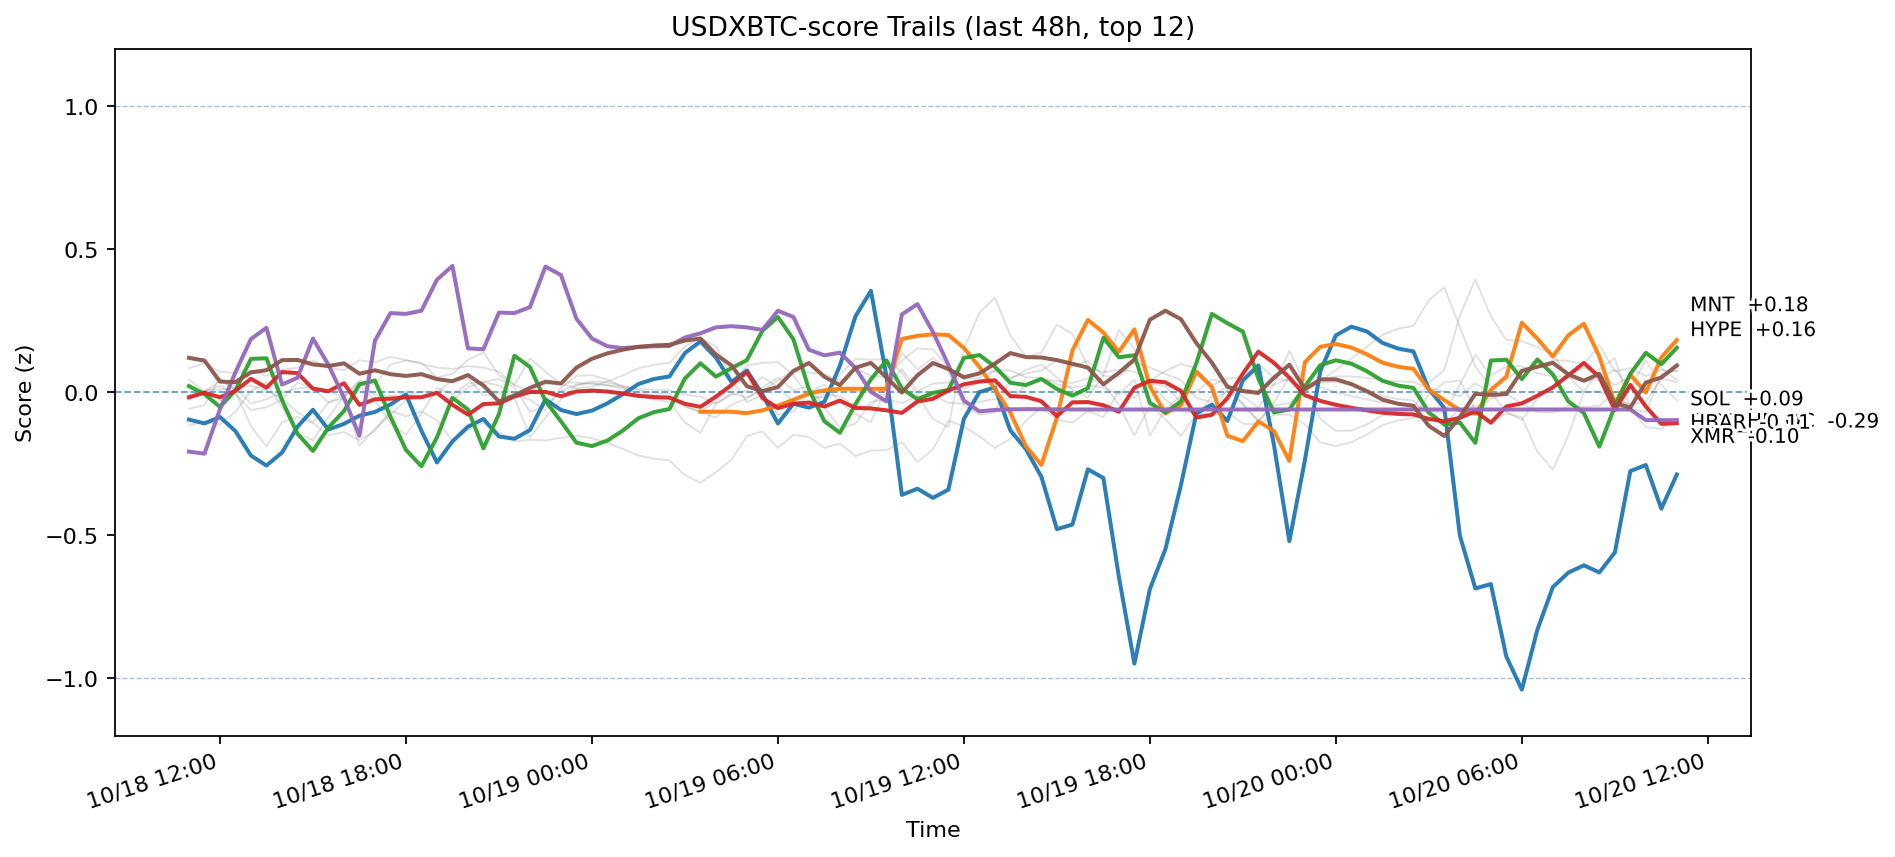 USDXBTC-score Trails (last 48h, top 12)
Score (z)
1.0
0.5
0.0
−0.5
−1.0
MNT +0.18
HYPE +0.16
SOL +0.09
-0.29
XMR -0.10
10/18 12:00
10/18 18:00
10/19 00:00
10/19 06:00
10/19 12:00
10/19 18:00
10/20 00:00
10/20 06:00
10/20 12:00
Time